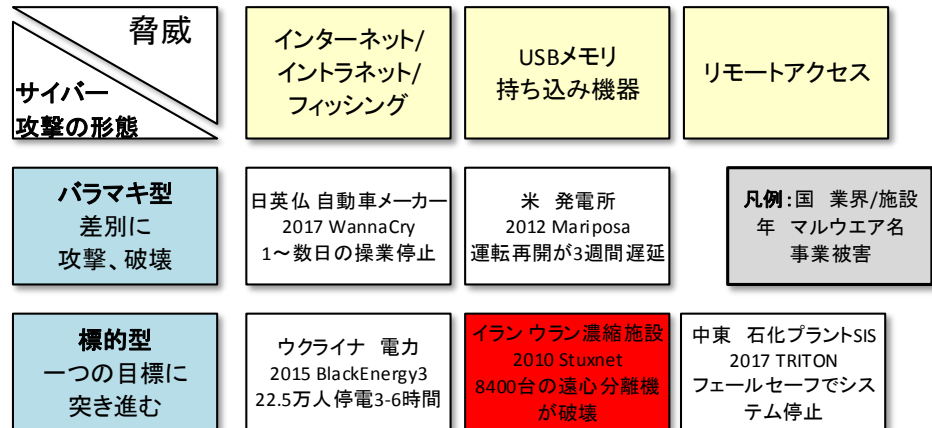 脅威
サイバー
攻撃の形態
インターネット/
イントラネット/
フィッシング
USBメモリ
持ち込み機器
リモートアクセス
バラマキ型
差別に
攻撃、破壊
日英仏 自動車メーカー
2017 WannaCry
1～数日の操業停止
米　発電所
2012 Mariposa
運転再開が3週間遅延
凡例:国　業界/施設
年　マルウエア名
事業被害
標的型
一つの目標に
突き進む
ウクライナ　電力
2015 BlackEnergy3
22.5万人停電3-6時間
イラン ウラン濃縮施設
2010 Stuxnet
8400台の遠心分離機
が破壊
中東　石化プラントSIS
2017 TRITON
フェールセーフでシス
テム停止